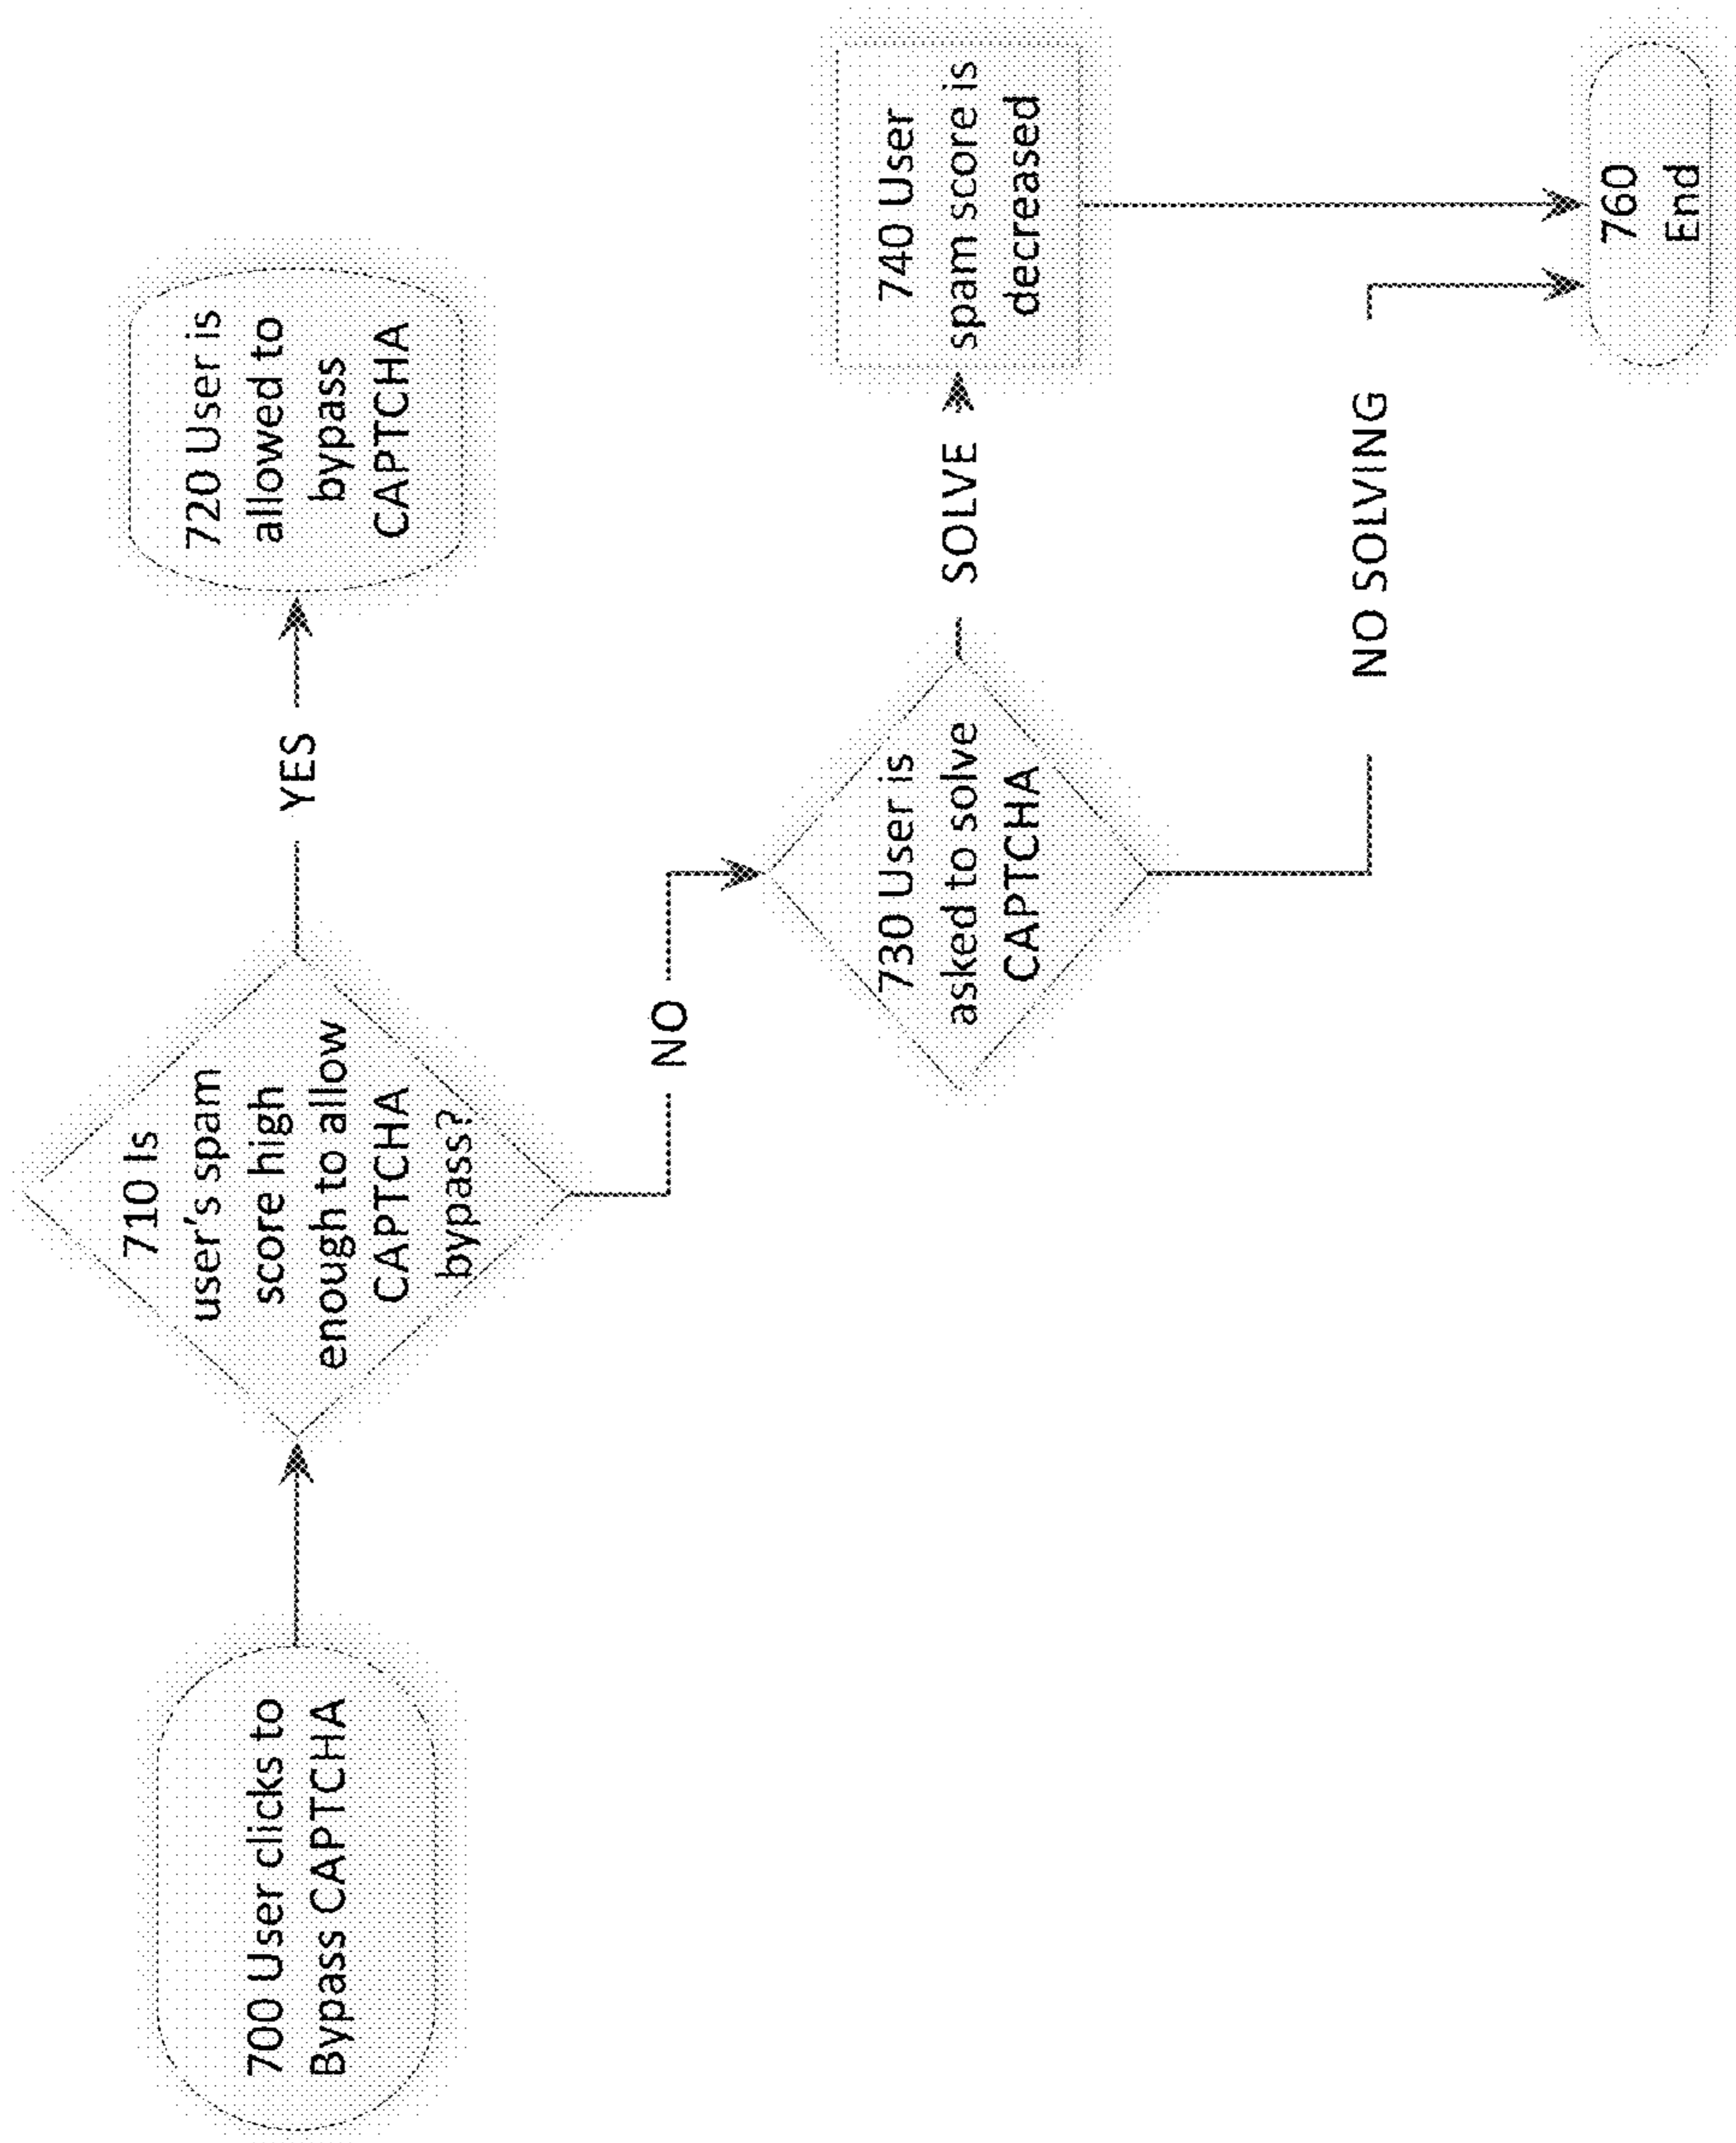 700 User clicks to
Bypass CAPTCHA
710 Is
user's spam
score high
enough to allow
CAPTCHA
bypass?
YES
720 User is
allowed to
bypass
CAPTCHA
NO
730 User is
asked to solve
CAPTCHA
SOLVE
740 User
spam score is
decreased
NO SOLVING
760
End